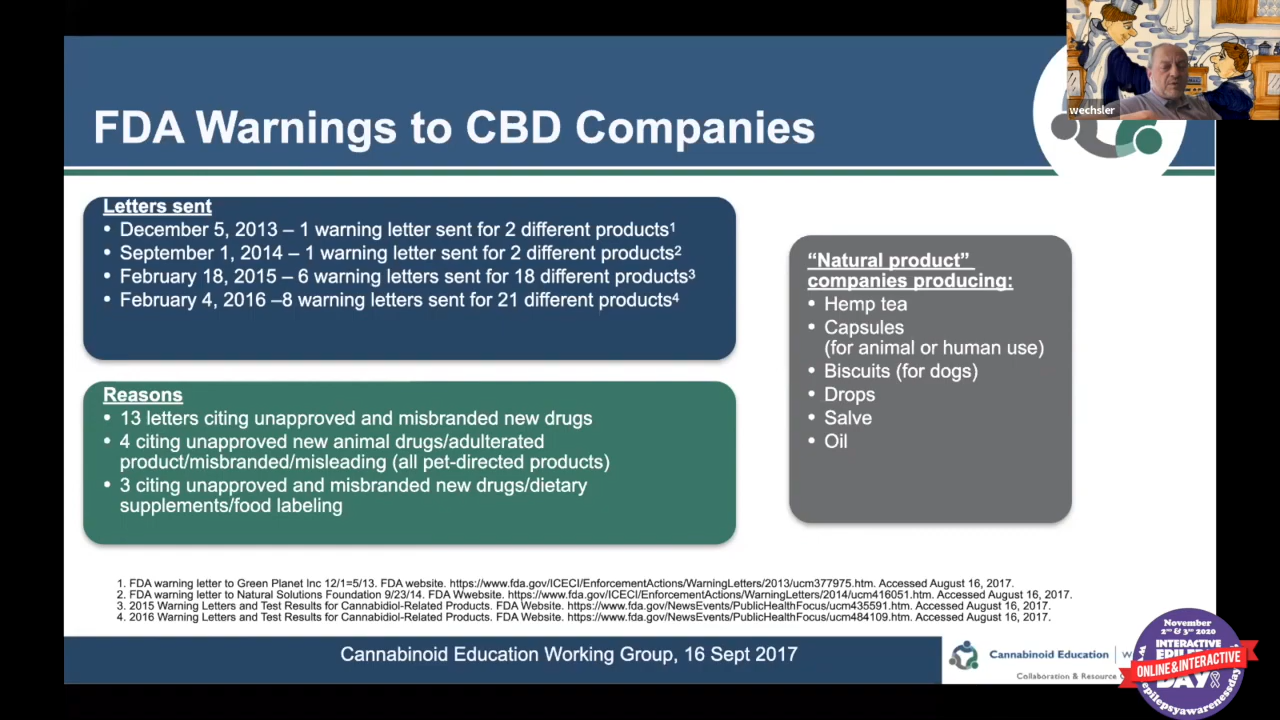 wechsler
FDA Warnings to CBD Companies
Letters sent
• December 5, 2013 – 1 warning letter sent for 2 different products¹
• September 1, 2014 – 1 warning letter sent for 2 different products²
• February 18, 2015 – 6 warning letters sent for 18 different products³
• February 4, 2016 –8 warning letters sent for 21 different products⁴
Reasons
• 13 letters citing unapproved and misbranded new drugs
• 4 citing unapproved new animal drugs/adulterated
product/misbranded/misleading (all pet-directed products)
• 3 citing unapproved and misbranded new drugs/dietary
supplements/food labeling
“Natural product”
companies producing:
• Hemp tea
• Capsules
(for animal or human use)
• Biscuits (for dogs)
• Drops
• Salve
• Oil
1. FDA warning letter to Green Planet Inc 12/1=5/13. FDA website. https://www.fda.gov/ICECI/EnforcementActions/WarningLetters/2013/ucm377975.htm. Accessed August 16, 2017.
2. FDA warning letter to Natural Solutions Foundation 9/23/14. FDA Wwebsite. https://www.fda.gov/ICECI/EnforcementActions/WarningLetters/2014/ucm416051.htm. Accessed August 16, 2017.
3. 2015 Warning Letters and Test Results for Cannabidiol-Related Products. FDA Website. https://www.fda.gov/NewsEvents/PublicHealthFocus/ucm435591.htm. Accessed August 16, 2017.
4. 2016 Warning Letters and Test Results for Cannabidiol-Related Products. FDA Website. https://www.fda.gov/NewsEvents/PublicHealthFocus/ucm484109.htm. Accessed August 16, 2017.
Cannabinoid Education Working Group, 16 Sept 2017
Cannabinoid Education
Collaboration & Resource
November
2nd & 3rd 2020
INTERACTIVE
ONLINE & INTERACTIVE
DAY
epilepsyawarenessday